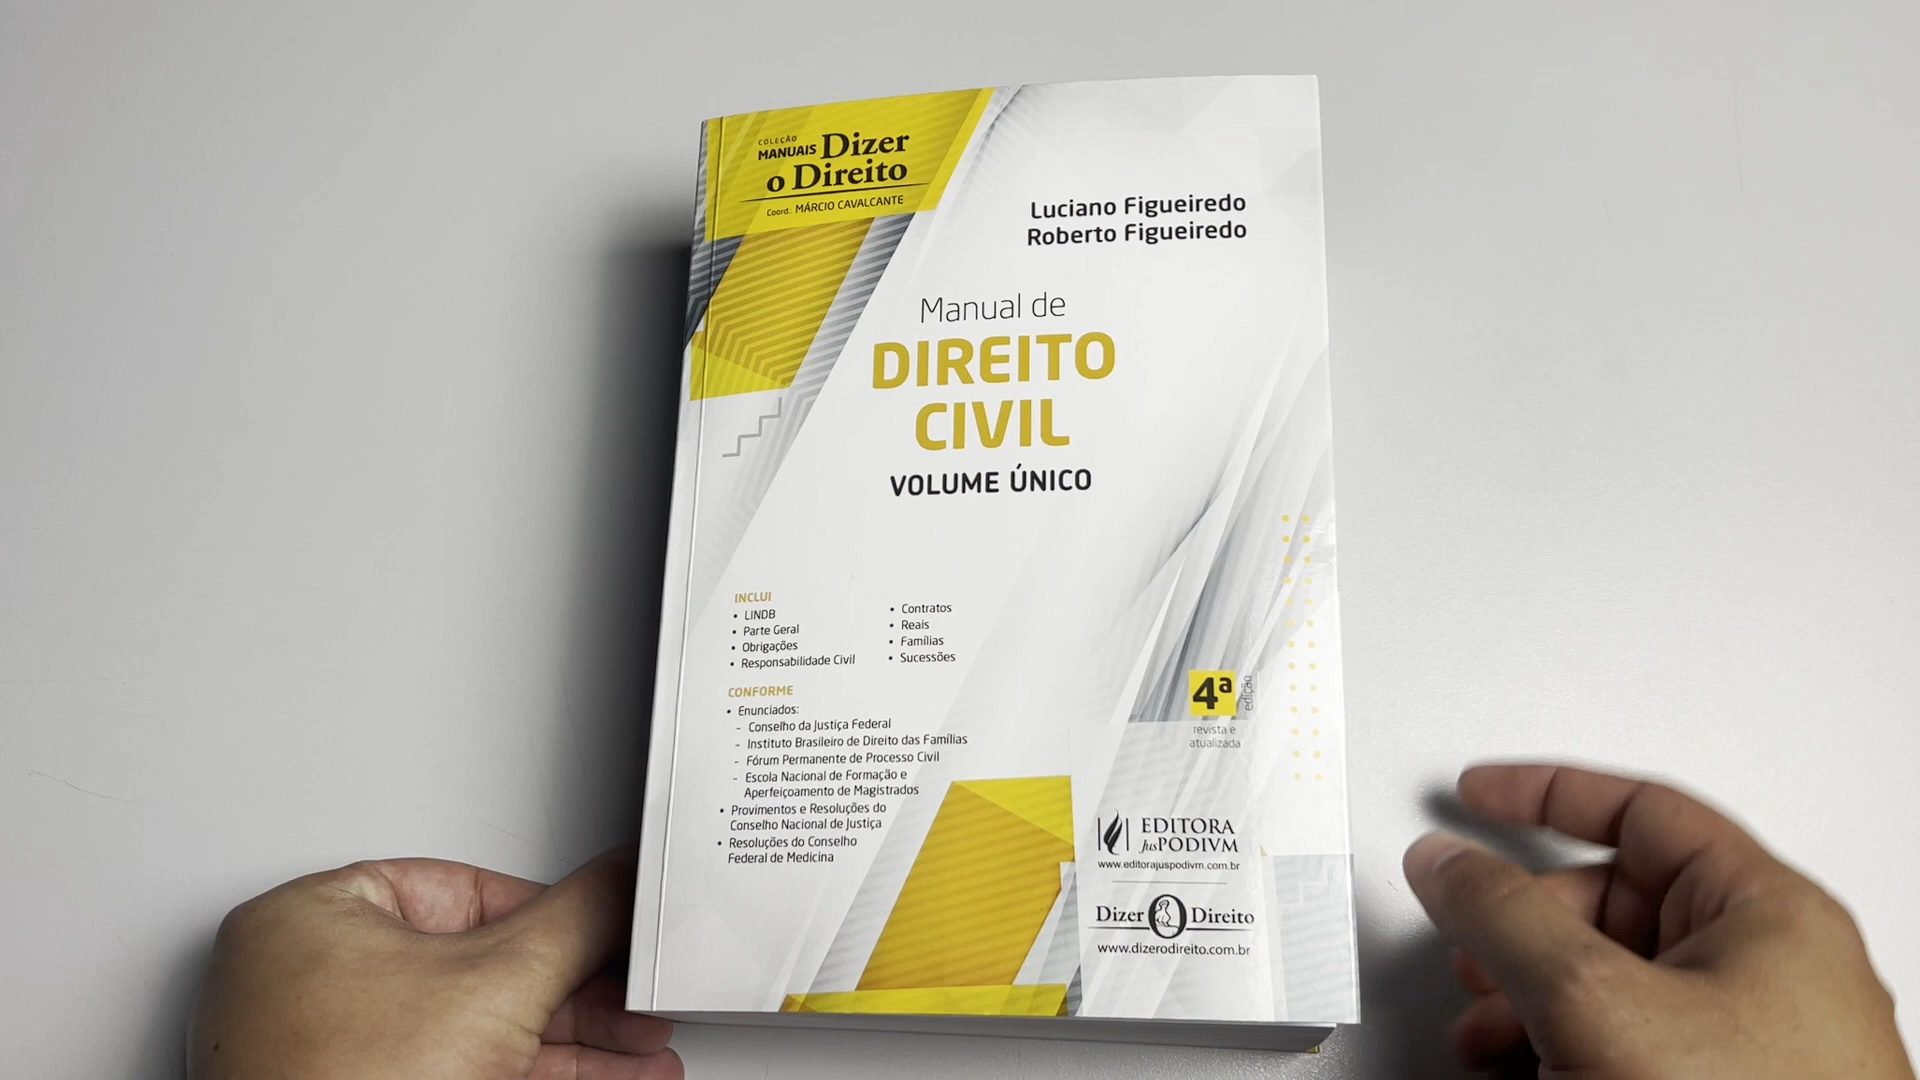 COLEÇÃO
MANUAIS Dizer
o Direito
Coord.: MÁRCIO CAVALCANTE
Luciano Figueiredo
Roberto Figueiredo
Manual de
DIREITO
CIVIL
VOLUME ÚNICO
INCLUI
• LINDB
• Parte Geral
• Obrigações
• Responsabilidade Civil
• Contratos
• Reais
• Famílias
• Sucessões
CONFORME
• Enunciados:
- Conselho da Justiça Federal
- Instituto Brasileiro de Direito das Famílias
- Fórum Permanente de Processo Civil
- Escola Nacional de Formação e
Aperfeiçoamento de Magistrados
• Provimentos e Resoluções do
Conselho Nacional de Justiça
• Resoluções do Conselho
Federal de Medicina
4ª edição
revista e
atualizada
EDITORA
JusPODIVM
www.editorajuspodivm.com.br
Dizer O Direito
www.dizerodireito.com.br